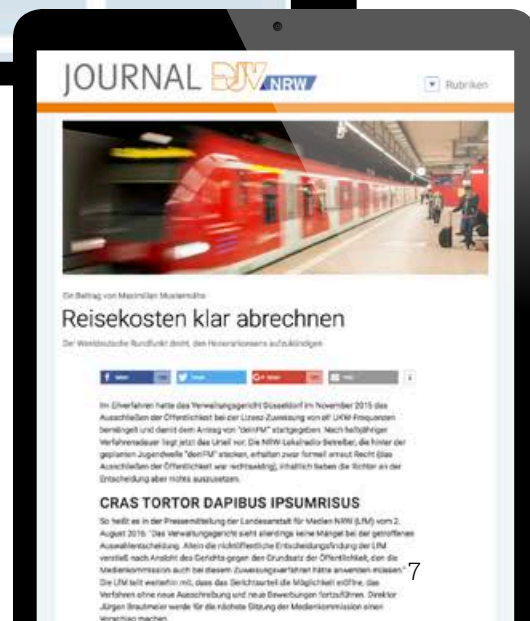 JOURNAL DJV NRW
Rubriken
Ein Beitrag von Maximilian Mustermöhe
Reisekosten klar abrechnen
Der Westdeutsche Rundfunkt droht, den Honorarkonsens aufzukündigen
Im Eilverfahren hatte das Verwaltungsgericht Düsseldorf im November 2015 das
Ausschließen der Öffentlichkeit bei der Lizenz-Zuweisung von elf UKW-Frequenzen
bemängelt und damit dem Antrag von "deinFM" stattgegeben. Nach halbjähriger
Verfahrensdauer liegt jetzt das Urteil vor. Die NRW-Lokalradio-Betreiber, die hinter der
geplanten Jugendwelle "deinFM" stecken, erhalten zwar formell erneut Recht (das
Ausschließen der Öffentlichkeit war rechtswidrig), inhaltlich haben die Richter an der
Entscheidung aber nichts auszusetzen.
CRAS TORTOR DAPIBUS IPSUMRISUS
So heißt es in der Pressemitteilung der Landesanstalt für Medien NRW (LfM) vom 2.
August 2016: "Das Verwaltungsgericht sieht allerdings keine Mängel bei der getroffenen
Auswahlentscheidung. Allein die nichtöffentliche Entscheidungsfindung der LfM
verstieß nach Ansicht des Gerichts gegen den Grundsatz der Öffentlichkeit, den die
Medienkommission auch bei diesem Zuweisungsverfahren hätte anwenden müssen."
7
Die LfM teilt weiterhin mit, dass das Gerichtsurteil die Möglichkeit eröffne, das
Verfahren ohne neue Ausschreibung und neue Bewerbungen fortzuführen. Direktor
Jürgen Brautmeier werde für die nächste Sitzung der Medienkommission einen
Vorschlag machen.